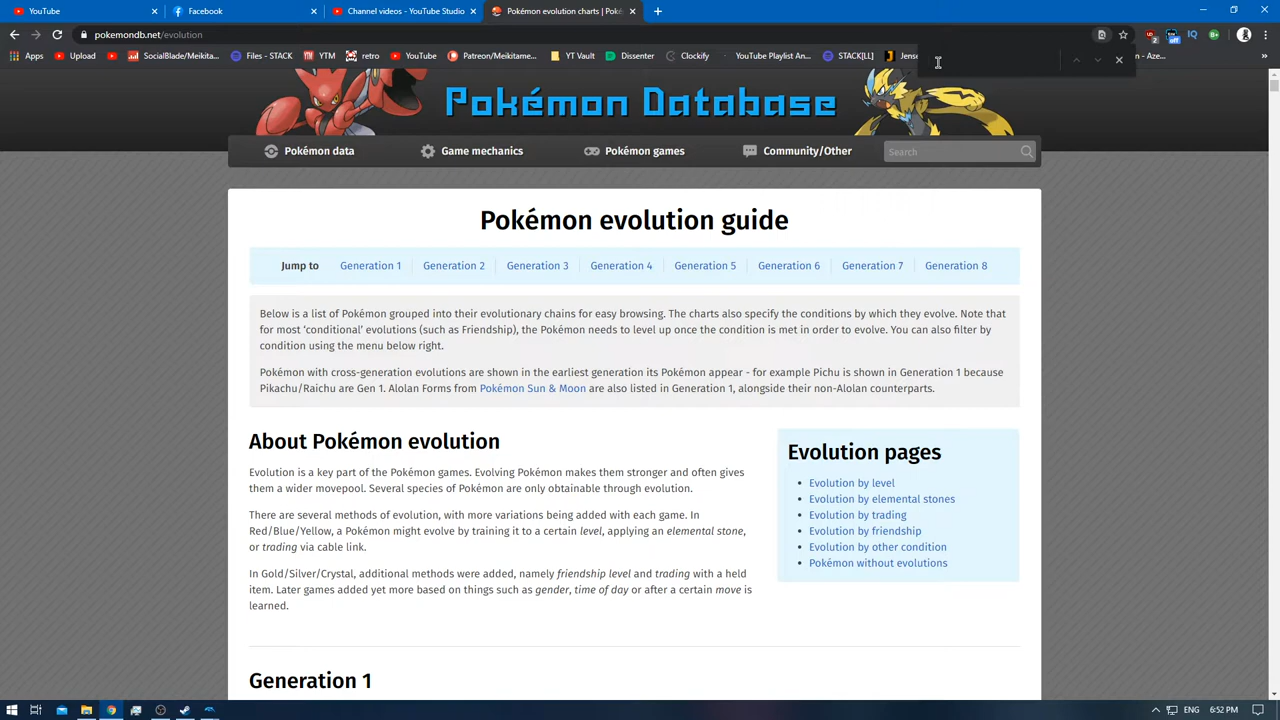 YouTube
Facebook
Channel videos - YouTube Studio
Pokémon evolution charts | Poké
pokemondb.net/evolution
Apps
Upload
SocialBlade/Meikita...
Files - STACK
YTM
retro
YouTube
Patreon/Meikitame...
YT Vault
Dissenter
Clockify
YouTube Playlist An...
STACK[LL]
Jense
n - Aze...
Pokémon Database
Pokémon data
Game mechanics
Pokémon games
Community/Other
Search
Pokémon evolution guide
Jump to
Generation 1
Generation 2
Generation 3
Generation 4
Generation 5
Generation 6
Generation 7
Generation 8
Below is a list of Pokémon grouped into their evolutionary chains for easy browsing. The charts also specify the conditions by which they evolve. Note that
for most ‘conditional’ evolutions (such as Friendship), the Pokémon needs to level up once the condition is met in order to evolve. You can also filter by
condition using the menu below right.
Pokémon with cross-generation evolutions are shown in the earliest generation its Pokémon appear - for example Pichu is shown in Generation 1 because
Pikachu/Raichu are Gen 1. Alolan Forms from Pokémon Sun & Moon are also listed in Generation 1, alongside their non-Alolan counterparts.
About Pokémon evolution
Evolution is a key part of the Pokémon games. Evolving Pokémon makes them stronger and often gives
them a wider movepool. Several species of Pokémon are only obtainable through evolution.
There are several methods of evolution, with more variations being added with each game. In
Red/Blue/Yellow, a Pokémon might evolve by training it to a certain level, applying an elemental stone,
or trading via cable link.
In Gold/Silver/Crystal, additional methods were added, namely friendship level and trading with a held
item. Later games added yet more based on things such as gender, time of day or after a certain move is
learned.
Evolution pages
Evolution by level
Evolution by elemental stones
Evolution by trading
Evolution by friendship
Evolution by other condition
Pokémon without evolutions
Generation 1
ENG
6:52 PM